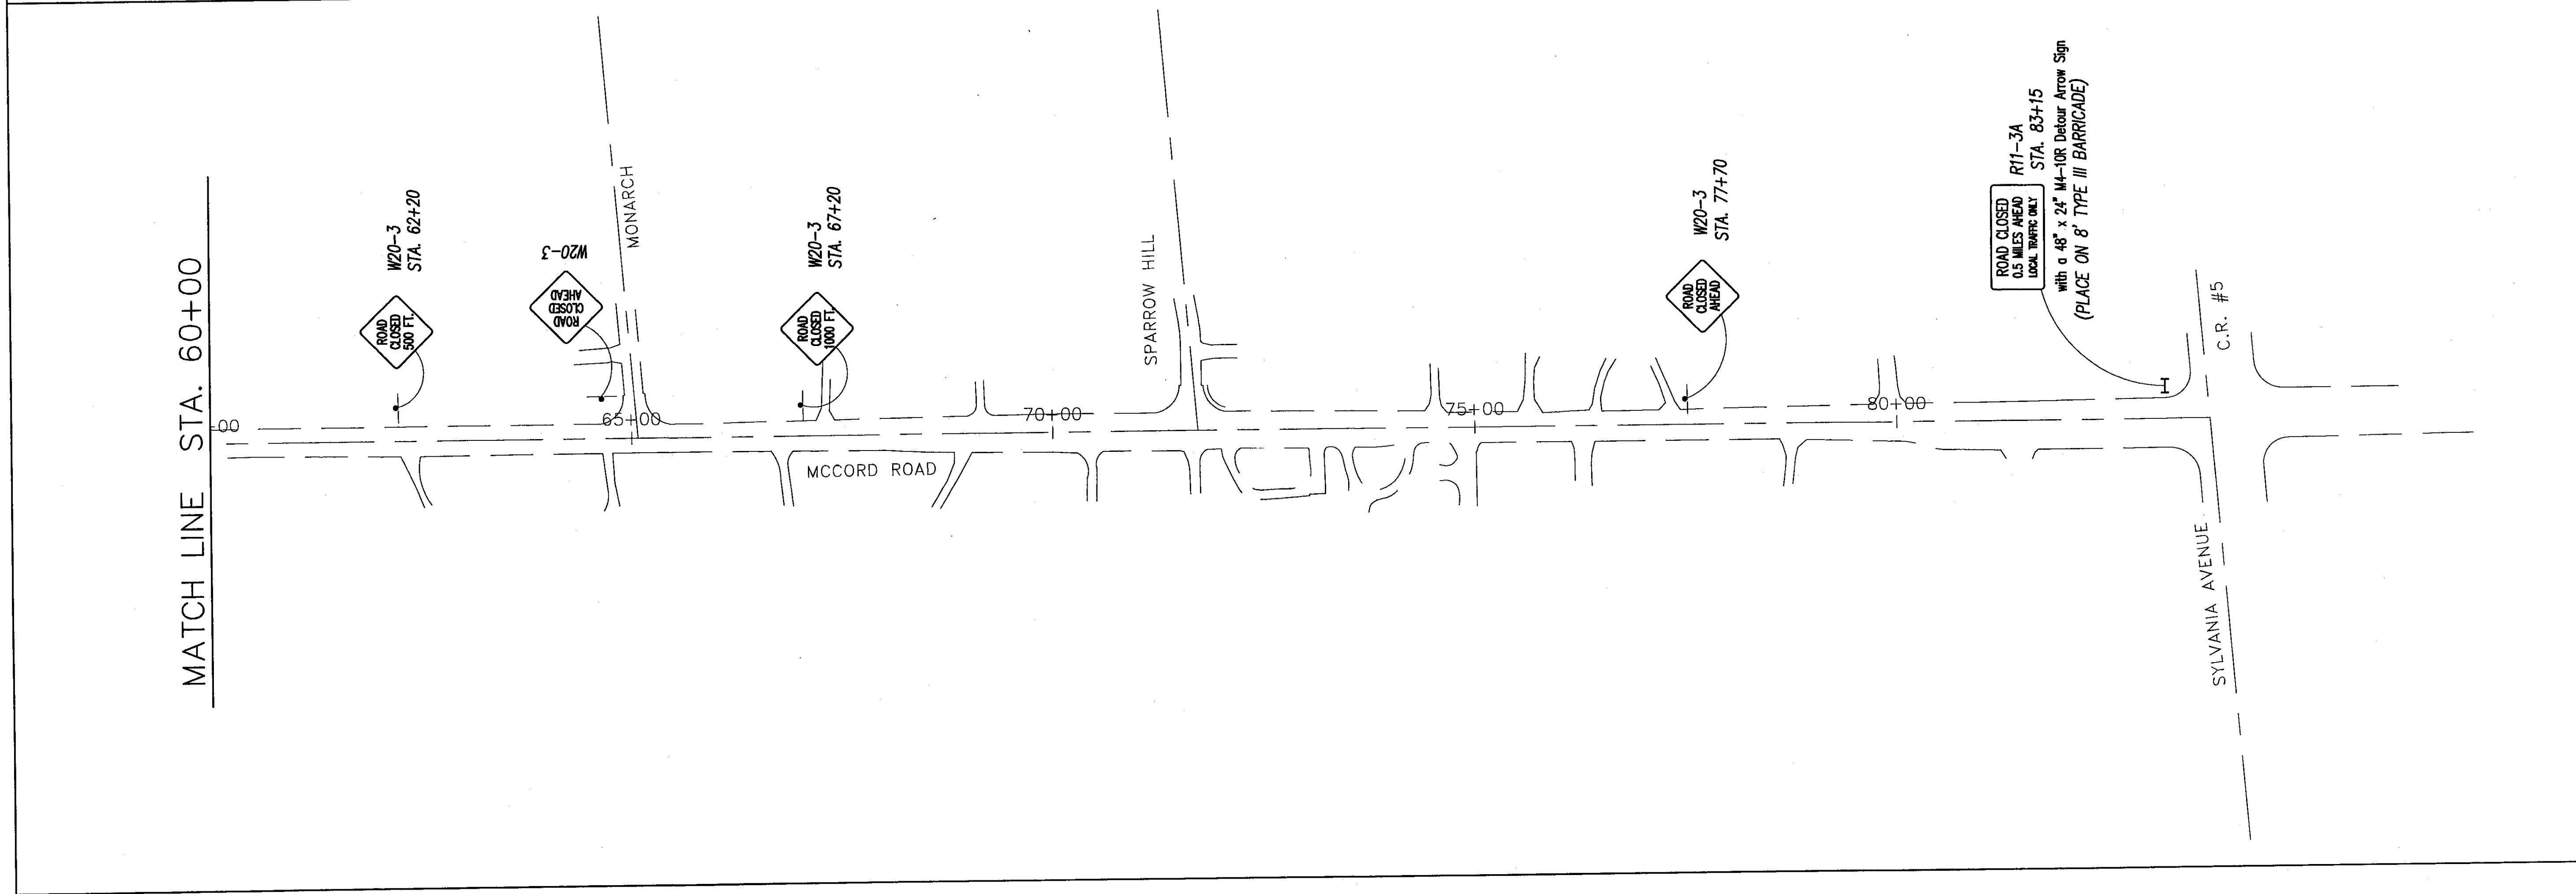 MATCH LINE STA. 60+00
+00
ROAD
CLOSED
500 FT.
W20-3
STA. 62+20
ROAD
CLOSED
AHEAD
W20-3
MONARCH
65+00
ROAD
CLOSED
1000 FT.
W20-3
STA. 67+20
MCCORD ROAD
70+00
SPARROW HILL
75+00
ROAD
CLOSED
AHEAD
W20-3
STA. 77+70
80+00
ROAD CLOSED
0.5 MILES AHEAD
LOCAL TRAFFIC ONLY
R11-3A
STA. 83+15
with a 48" x 24" M4-10R Detour Arrow Sign
(PLACE ON 8' TYPE III BARRICADE)
C.R. #5
SYLVANIA AVENUE